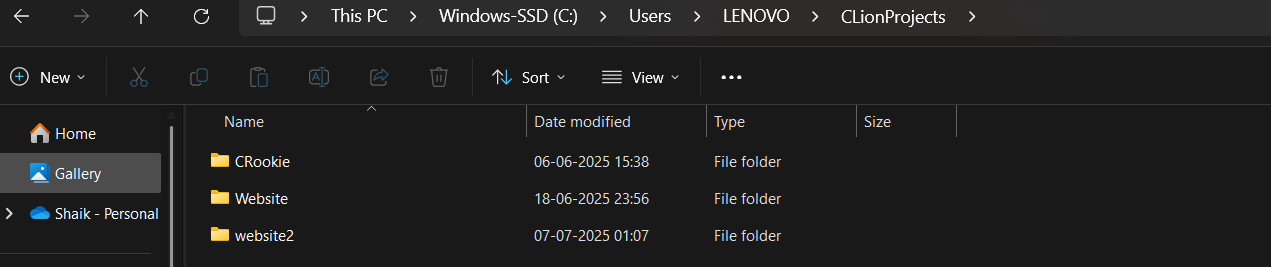 This PC > Windows-SSD (C:) > Users > LENOVO > CLionProjects >
New Sort View
Name Date modified Type Size
Home
Gallery
Shaik - Personal
CRookie 06-06-2025 15:38 File folder
Website 18-06-2025 23:56 File folder
website2 07-07-2025 01:07 File folder